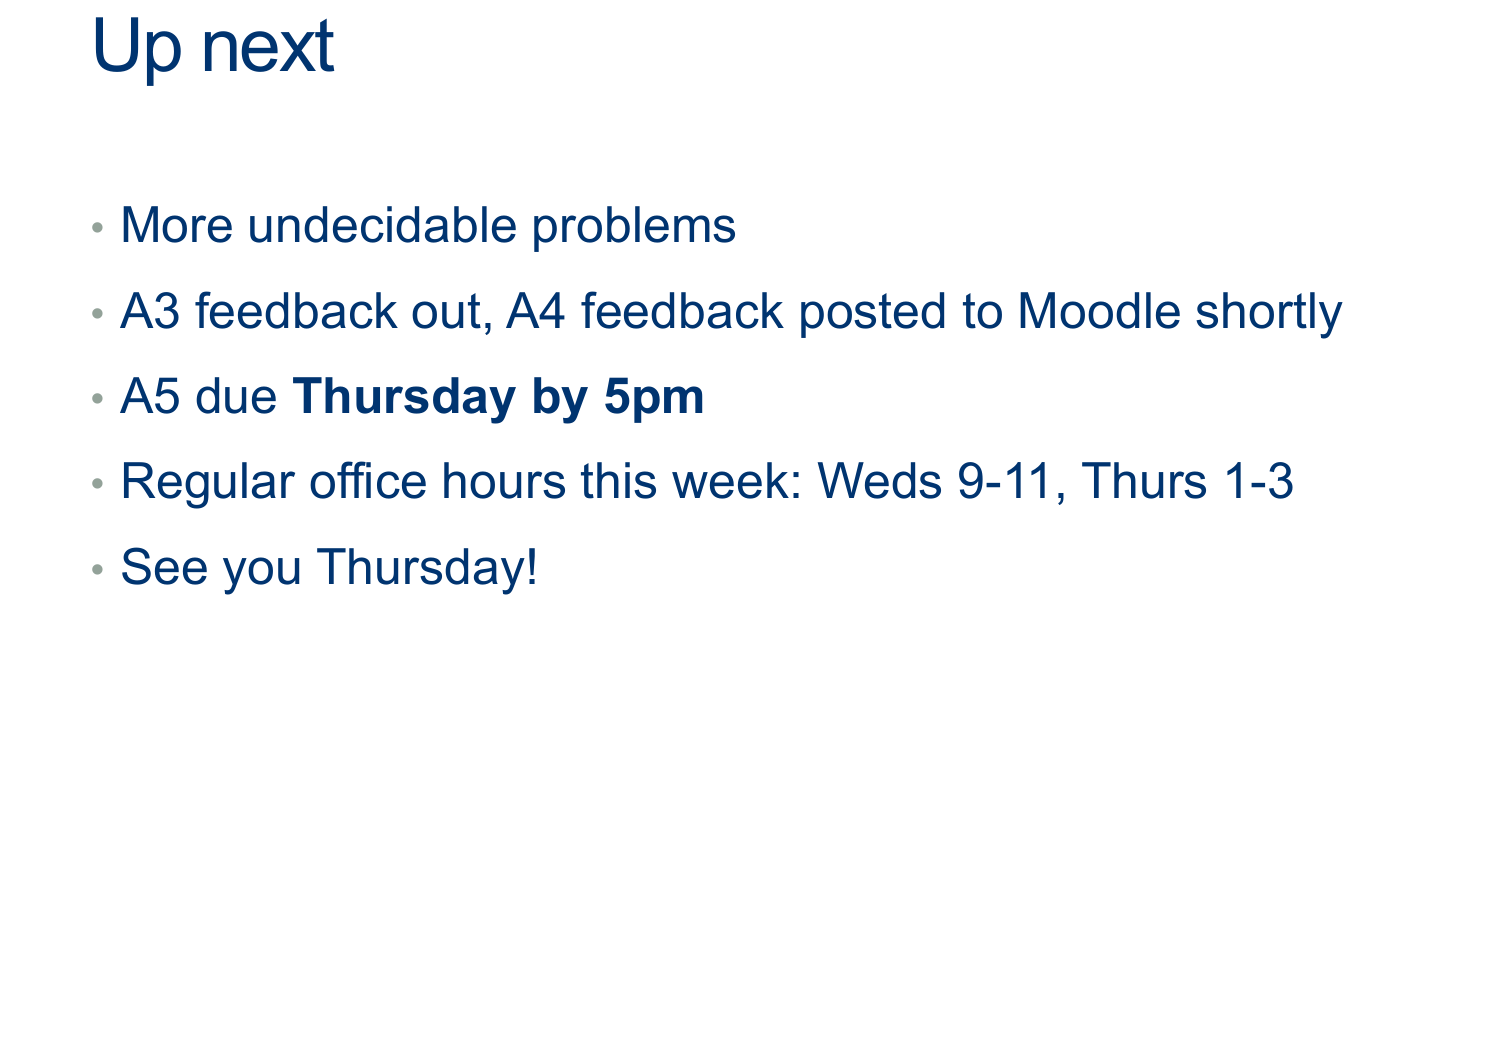 Up next
• More undecidable problems
• A3 feedback out, A4 feedback posted to Moodle shortly
• A5 due Thursday by 5pm
• Regular office hours this week: Weds 9-11, Thurs 1-3
• See you Thursday!